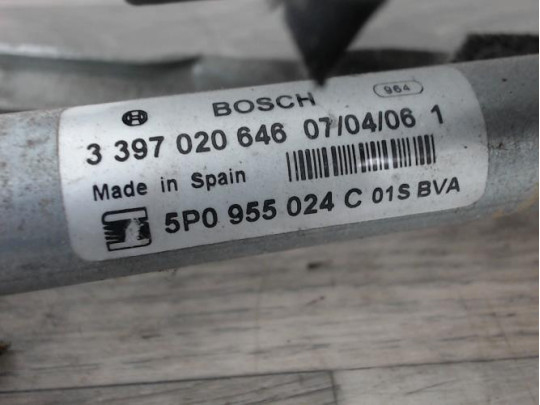 BOSCH 964
3 397 020 646 07/04/06 1
Made in Spain
5P0 955 024 C 01S BVA